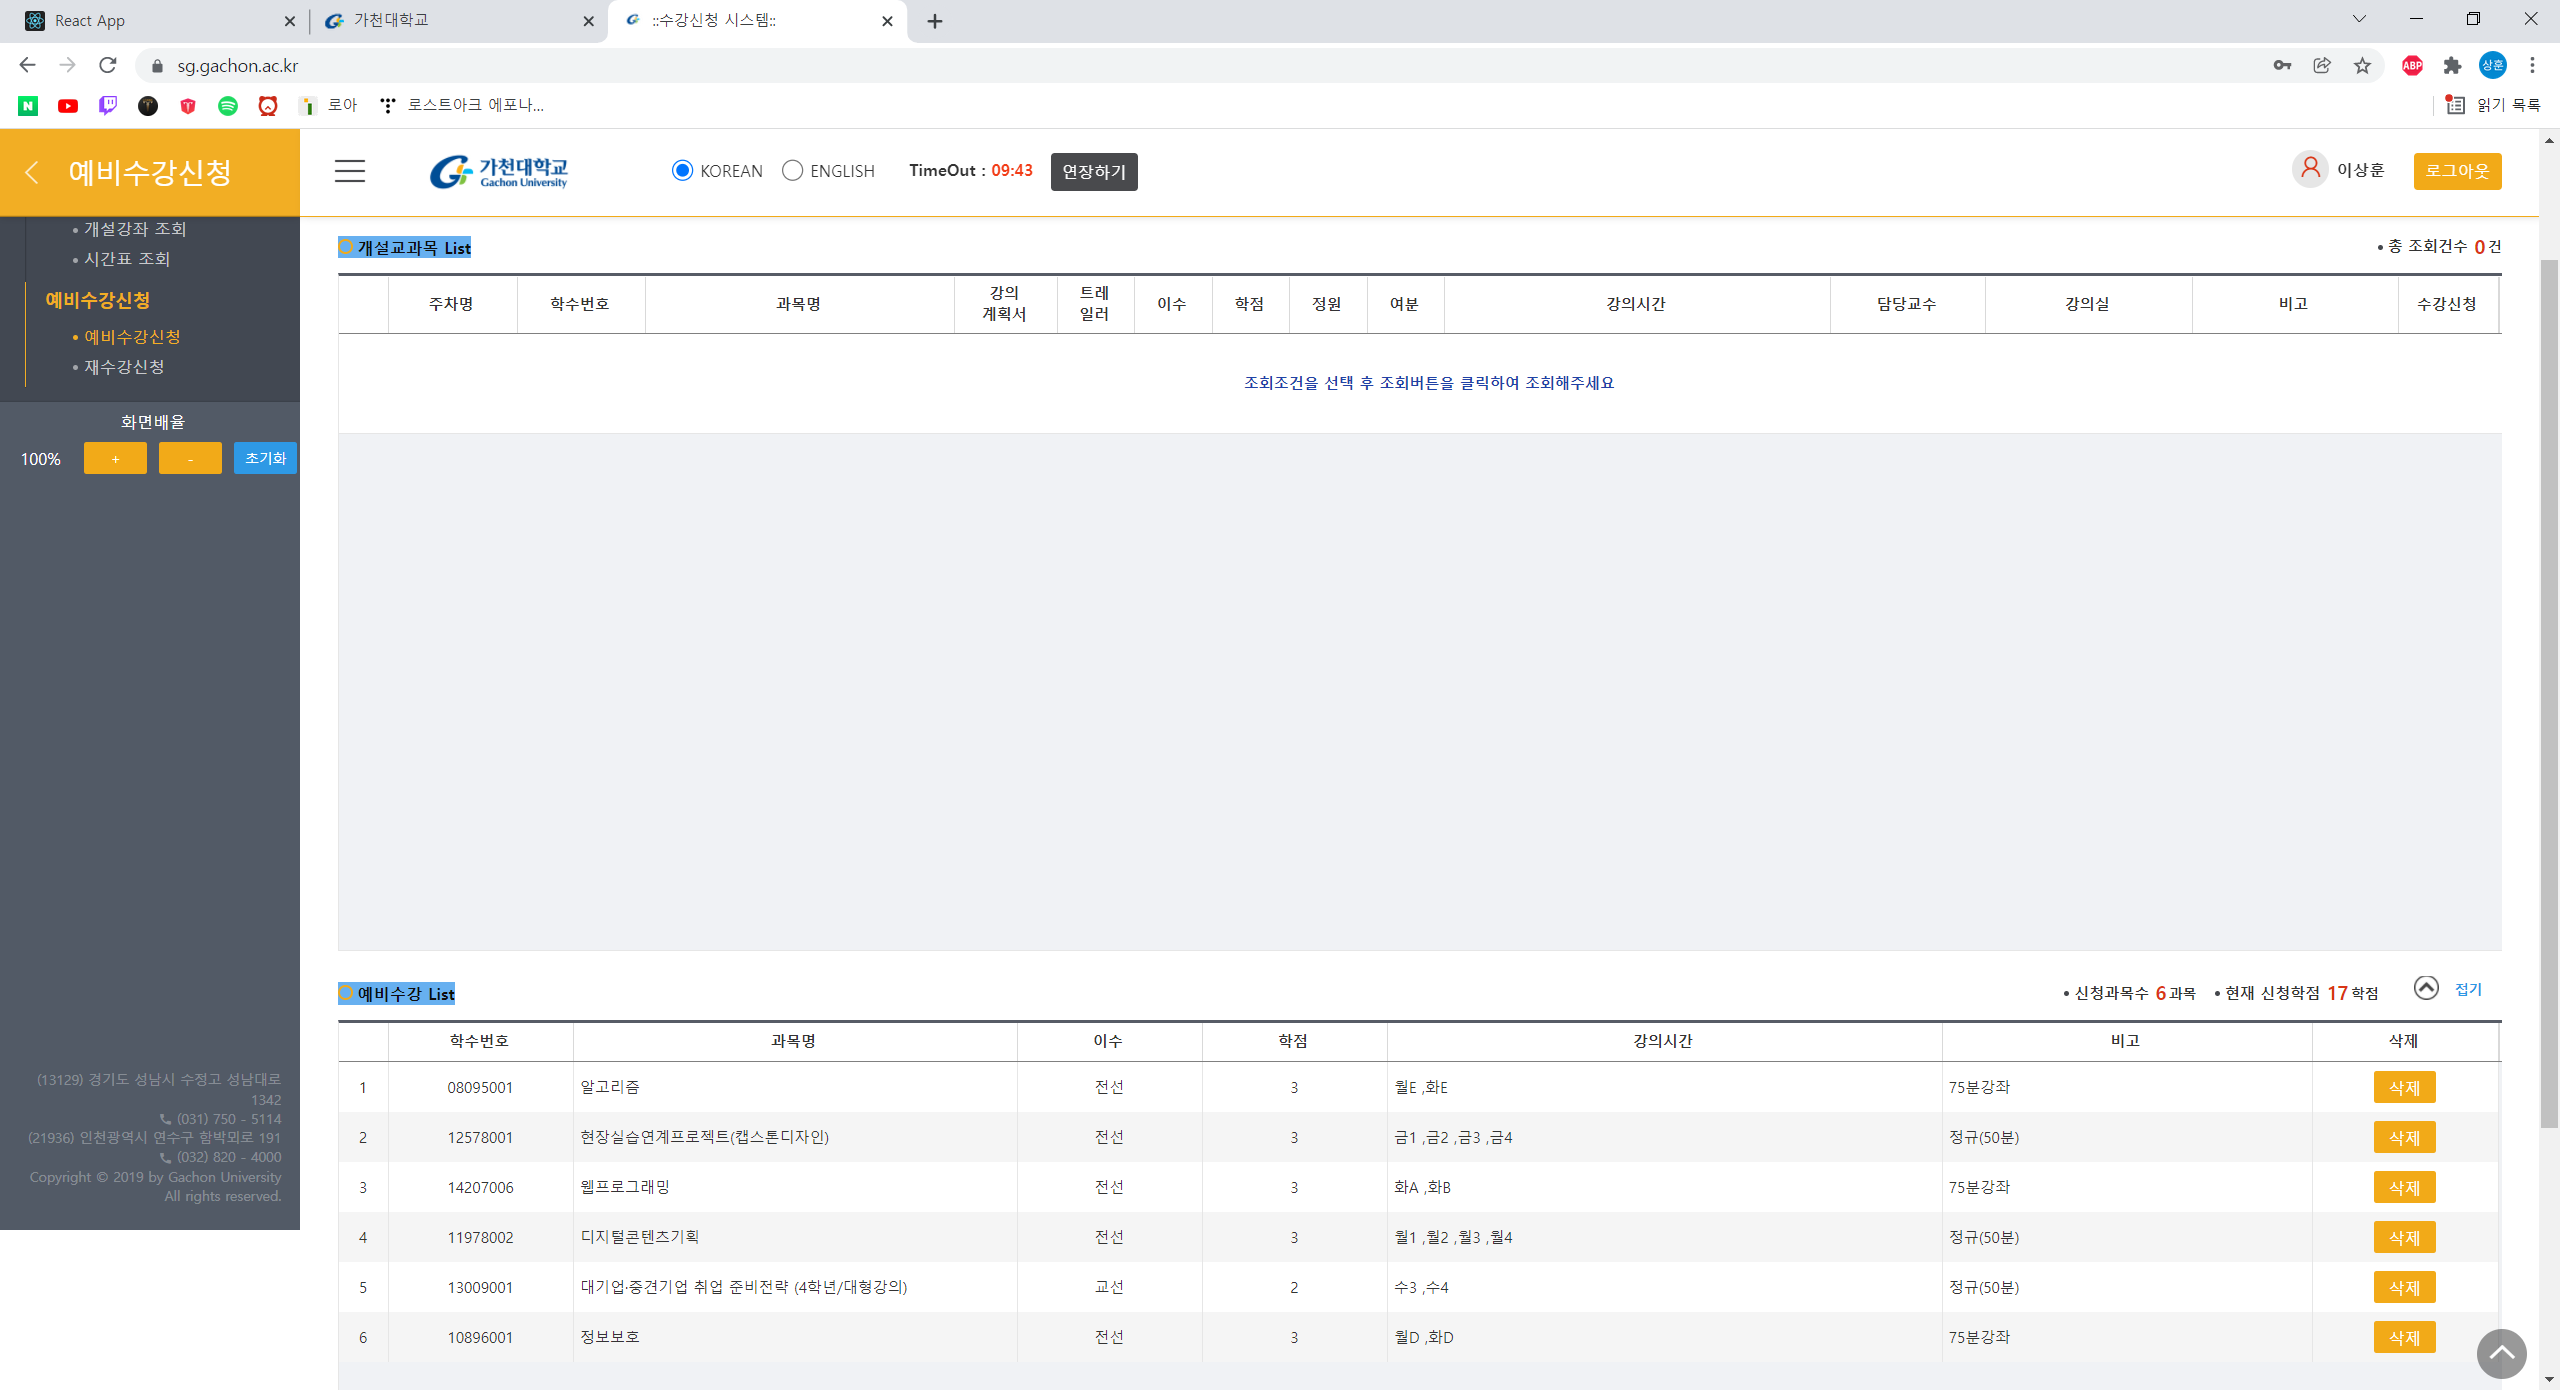 React App
가천대학교
::수강신청 시스템::
sg.gachon.ac.kr
ABP
상훈
N
로아
로스트아크 에포나...
읽기 목록
예비수강신청
가천대학교
Gachon University
KOREAN ENGLISH TimeOut : 09:43 연장하기
이상훈 로그아웃
개설강좌 조회
시간표 조회
예비수강신청
예비수강신청
재수강신청
화면배율
100% + - 초기화
(13129) 경기도 성남시 수정고 성남대로
1342
(031) 750 - 5114
(21936) 인천광역시 연수구 함박뫼로 191
(032) 820 - 4000
Copyright © 2019 by Gachon University
All rights reserved.
개설교과목 List
• 총 조회건수 0 건
주차명 학수번호 과목명 강의 계획서 트레 일러 이수 학점 정원 여분 강의시간 담당교수 강의실 비고 수강신청
조회조건을 선택 후 조회버튼을 클릭하여 조회해주세요
예비수강 List
• 신청과목수 6 과목 • 현재 신청학점 17 학점 접기
학수번호 과목명 이수 학점 강의시간 비고 삭제
1 08095001 알고리즘 전선 3 월E ,화E 75분강좌 삭제
2 12578001 현장실습연계프로젝트(캡스톤디자인) 전선 3 금1 ,금2 ,금3 ,금4 정규(50분) 삭제
3 14207006 웹프로그래밍 전선 3 화A ,화B 75분강좌 삭제
4 11978002 디지털콘텐츠기획 전선 3 월1 ,월2 ,월3 ,월4 정규(50분) 삭제
5 13009001 대기업·중견기업 취업 준비전략 (4학년/대형강의) 교선 2 수3 ,수4 정규(50분) 삭제
6 10896001 정보보호 전선 3 월D ,화D 75분강좌 삭제